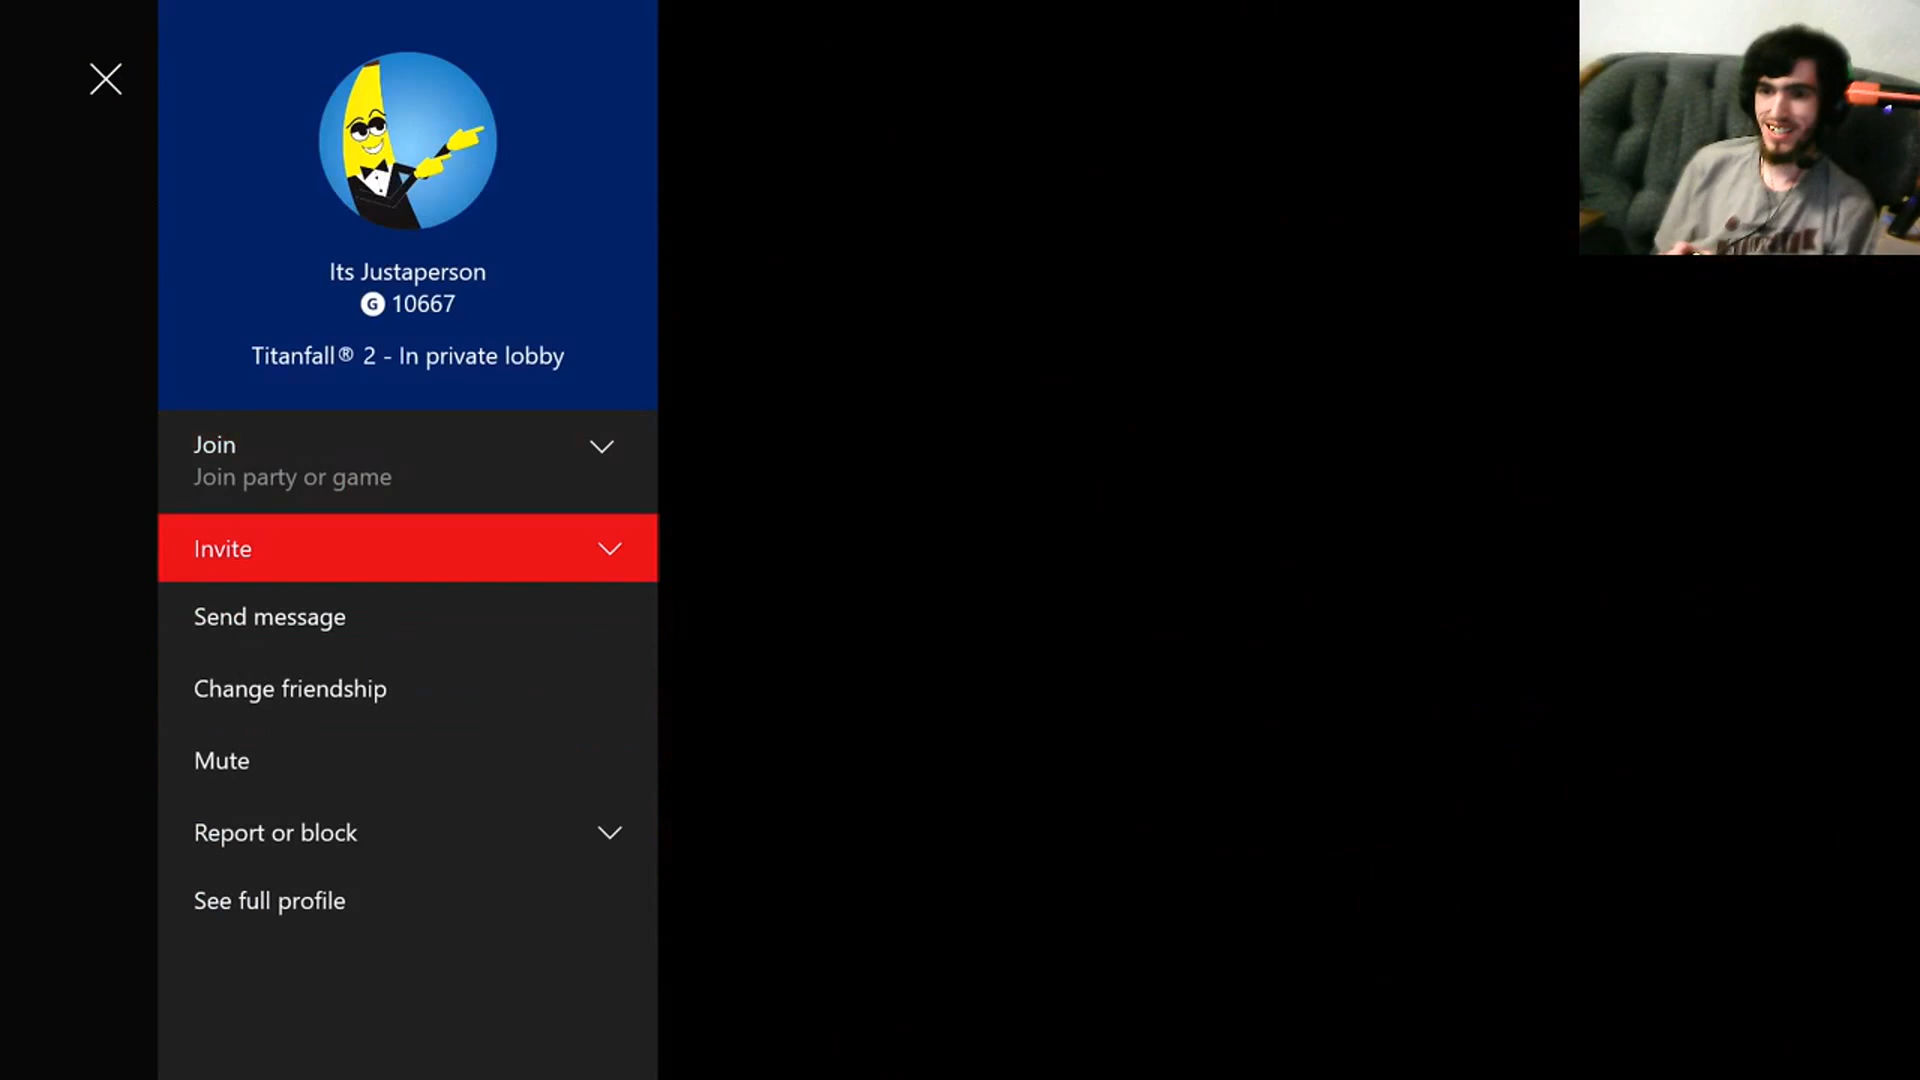 Its Justaperson
G 10667
Titanfall® 2 - In private lobby
Join
Join party or game
Invite
Send message
Change friendship
Mute
Report or block
See full profile